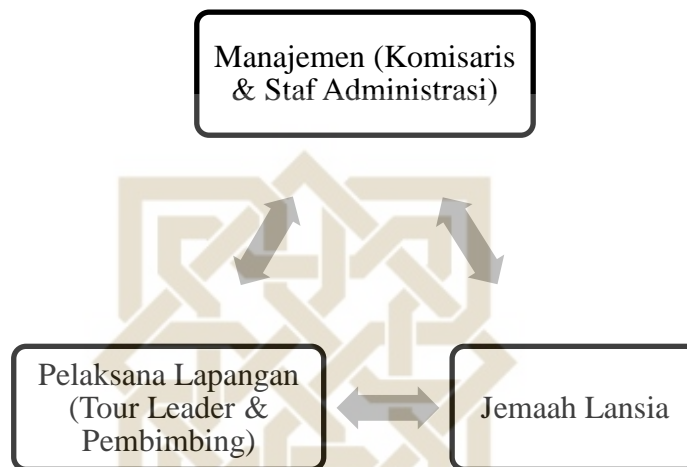 Manajemen (Komisaris
& Staf Administrasi)
Pelaksana Lapangan
(Tour Leader &
Pembimbing)
Jemaah Lansia